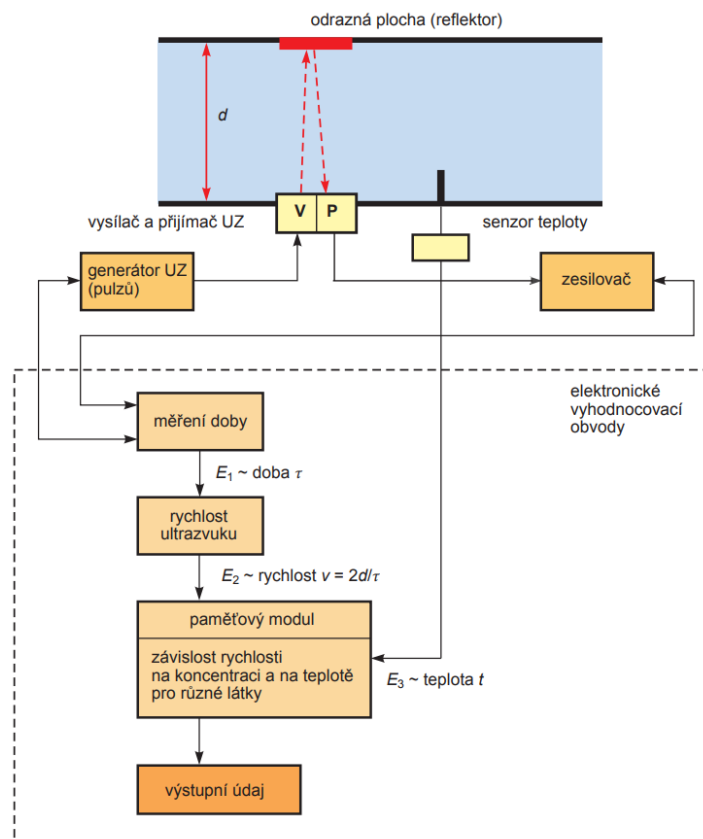 odrazná plocha (reflektor)
d
V P
vysílač a přijímač UZ
senzor teploty
generátor UZ
(pulzů)
zesilovač
elektronické
vyhodnocovací
obvody
měření doby
E1 ~ doba τ
rychlost
ultrazvuku
E2 ~ rychlost v = 2d/τ
paměťový modul
závislost rychlosti
na koncentraci a na teplotě
pro různé látky
E3 ~ teplota t
výstupní údaj